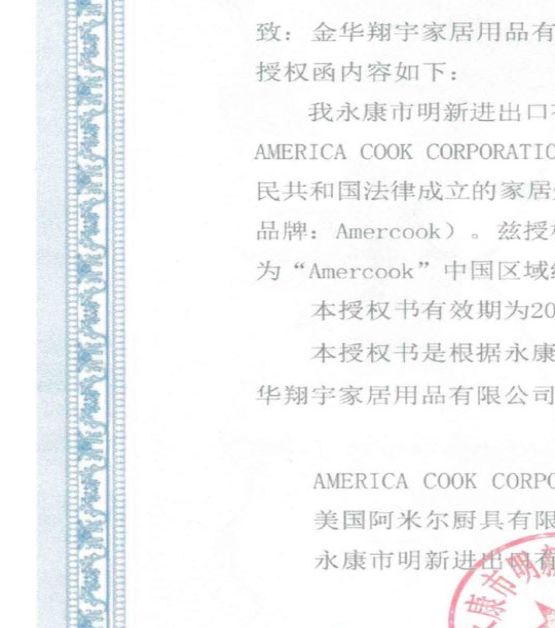 致：金华翔宇家居用品有
授权函内容如下：
我永康市明新进出口
AMERICA COOK CORPORATIO
民共和国法律成立的家居
品牌：Amercook）。兹授
为“Amercook”中国区域
本授权书有效期为20
本授权书是根据永康
华翔宇家居用品有限公司
AMERICA COOK CORPO
美国阿米尔厨具有限
永康市明新进出口有
永康市明新